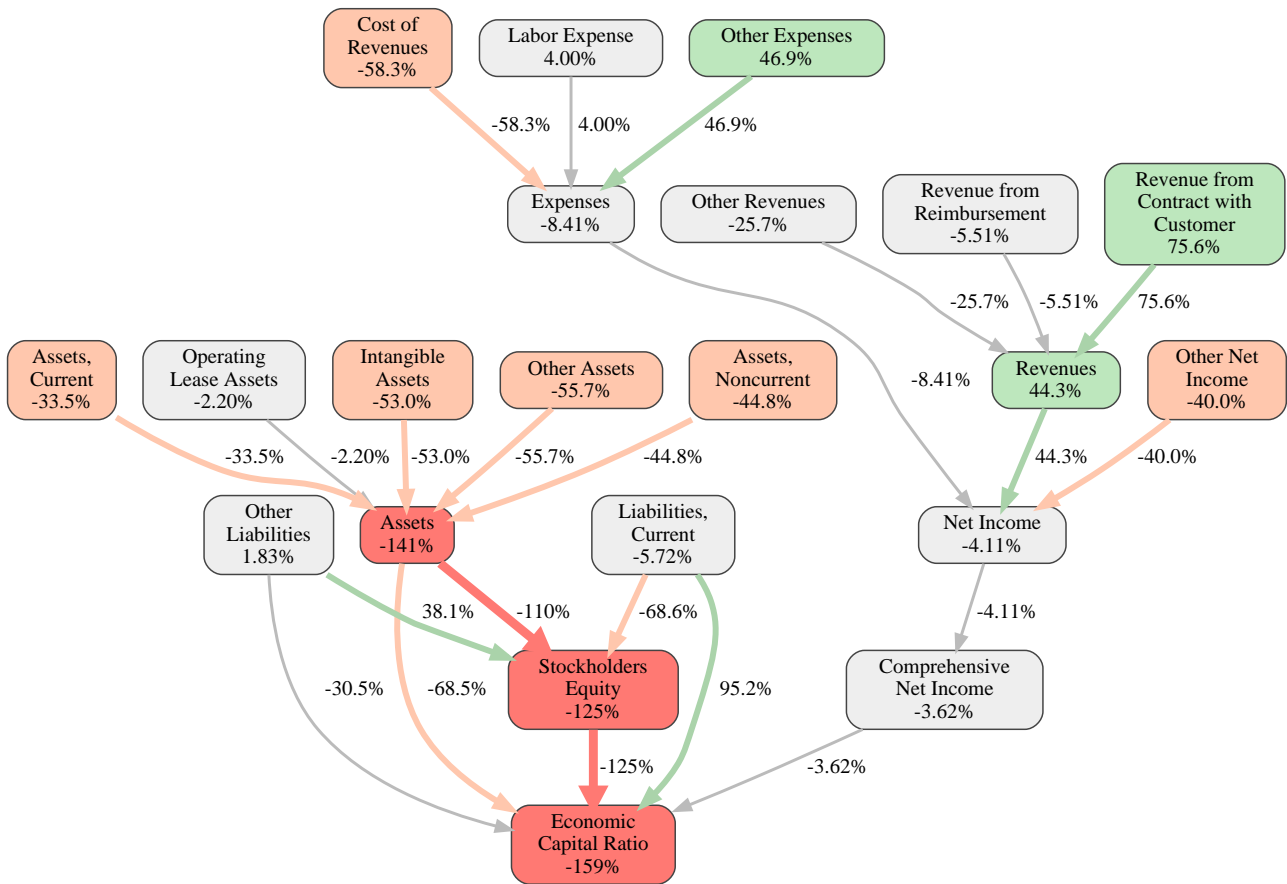 Cost of
Revenues
-58.3%
Labor Expense
4.00%
Other Expenses
46.9%
-58.3%
4.00%
46.9%
Expenses
-8.41%
Other Revenues
-25.7%
Revenue from
Reimbursement
-5.51%
Revenue from
Contract with
Customer
75.6%
-25.7%
-5.51%
75.6%
Assets,
Current
-33.5%
Operating
Lease Assets
-2.20%
Intangible
Assets
-53.0%
Other Assets
-55.7%
Assets,
Noncurrent
-44.8%
-8.41%
Revenues
44.3%
Other Net
Income
-40.0%
-33.5%
-2.20%
-53.0%
-55.7%
-44.8%
44.3%
-40.0%
Other
Liabilities
1.83%
Assets
-141%
Liabilities,
Current
-5.72%
Net Income
-4.11%
38.1%
-110%
-68.6%
-4.11%
-30.5%
-68.5%
Stockholders
Equity
-125%
95.2%
Comprehensive
Net Income
-3.62%
-125%
-3.62%
Economic
Capital Ratio
-159%